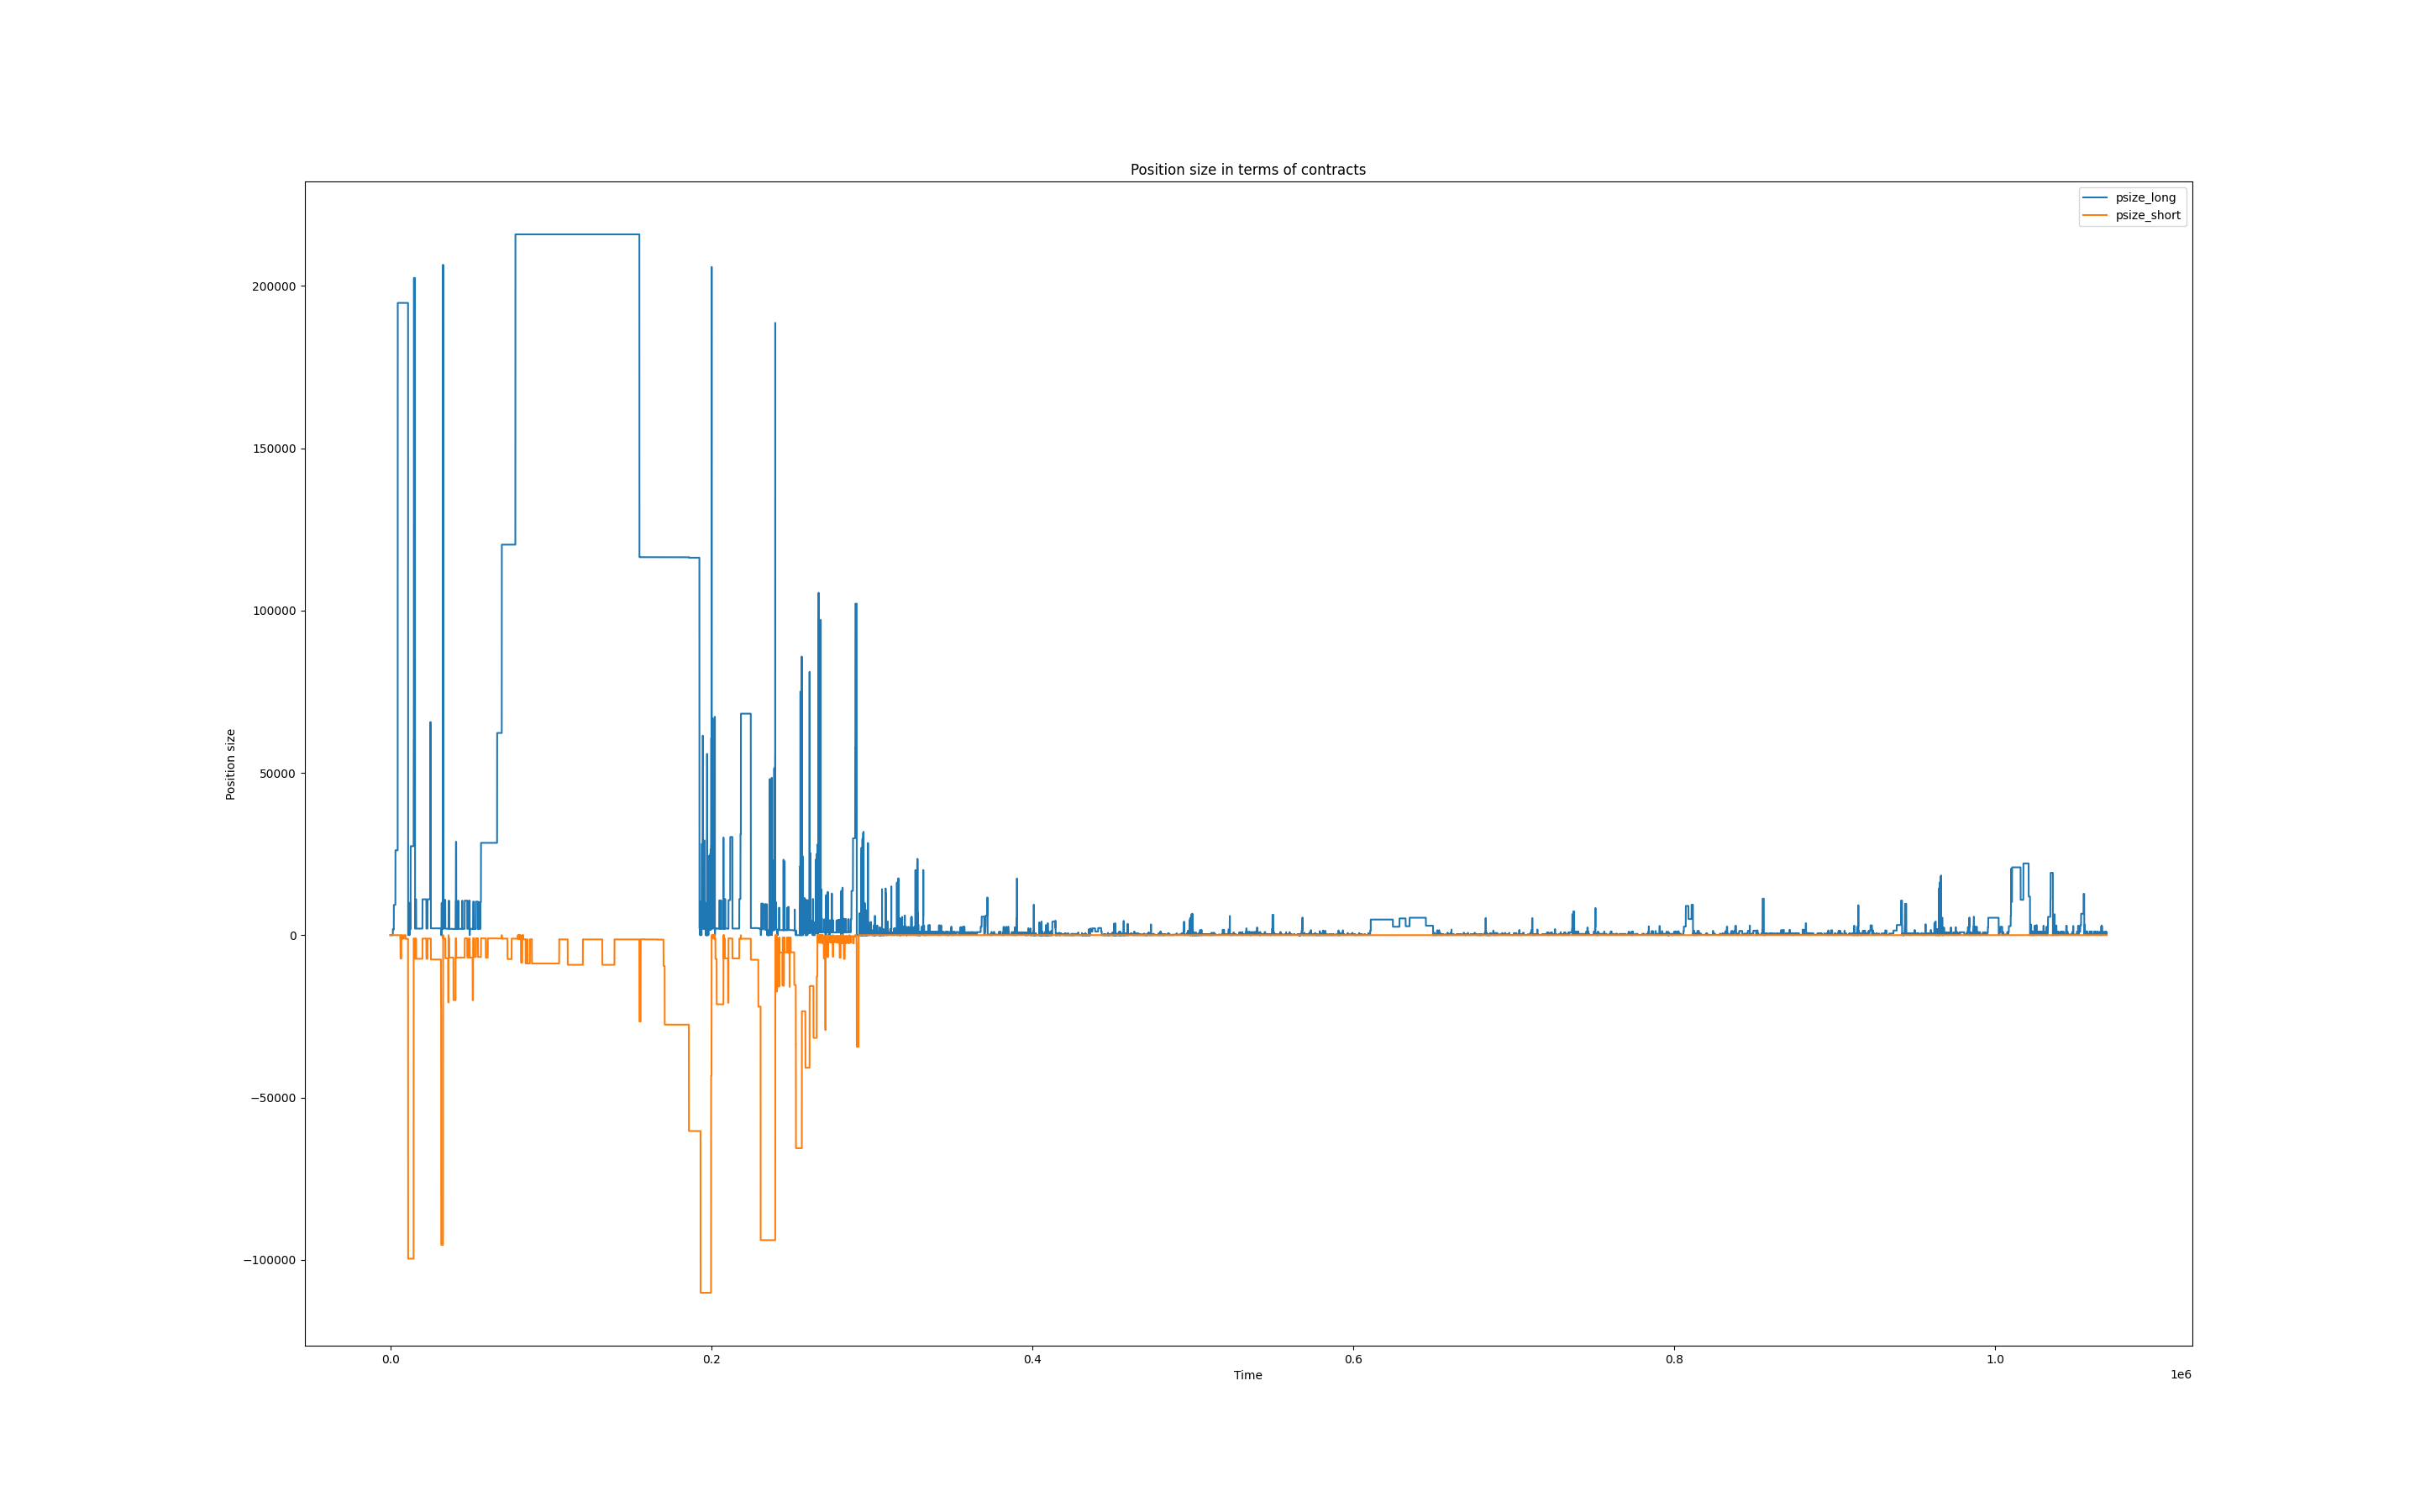 Position size in terms of contracts
psize_long
psize_short
Position size
200000
150000
100000
50000
0
−50000
−100000
0.0 0.2 0.4 0.6 0.8 1.0
Time
1e6